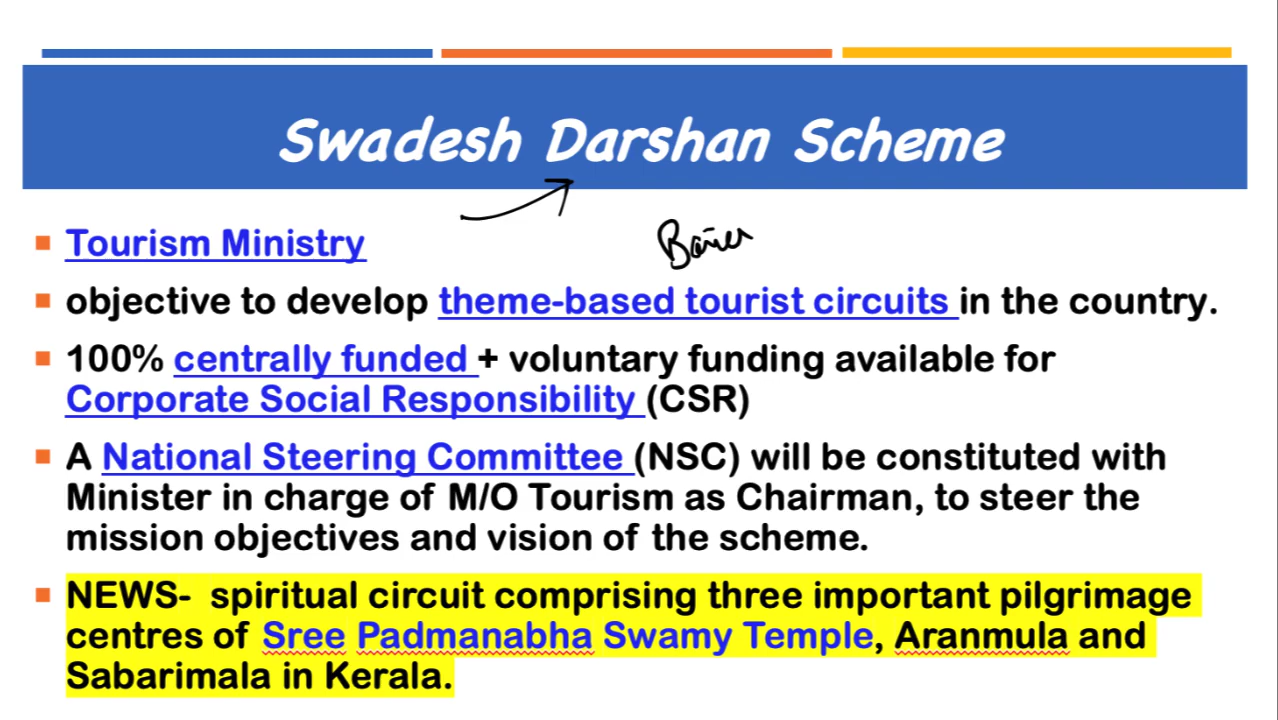 Swadesh Darshan Scheme
Tourism Ministry
objective to develop theme-based tourist circuits in the country.
100% centrally funded + voluntary funding available for
Corporate Social Responsibility (CSR)
A National Steering Committee (NSC) will be constituted with
Minister in charge of M/O Tourism as Chairman, to steer the
mission objectives and vision of the scheme.
NEWS- spiritual circuit comprising three important pilgrimage
centres of Sree Padmanabha Swamy Temple, Aranmula and
Sabarimala in Kerala.